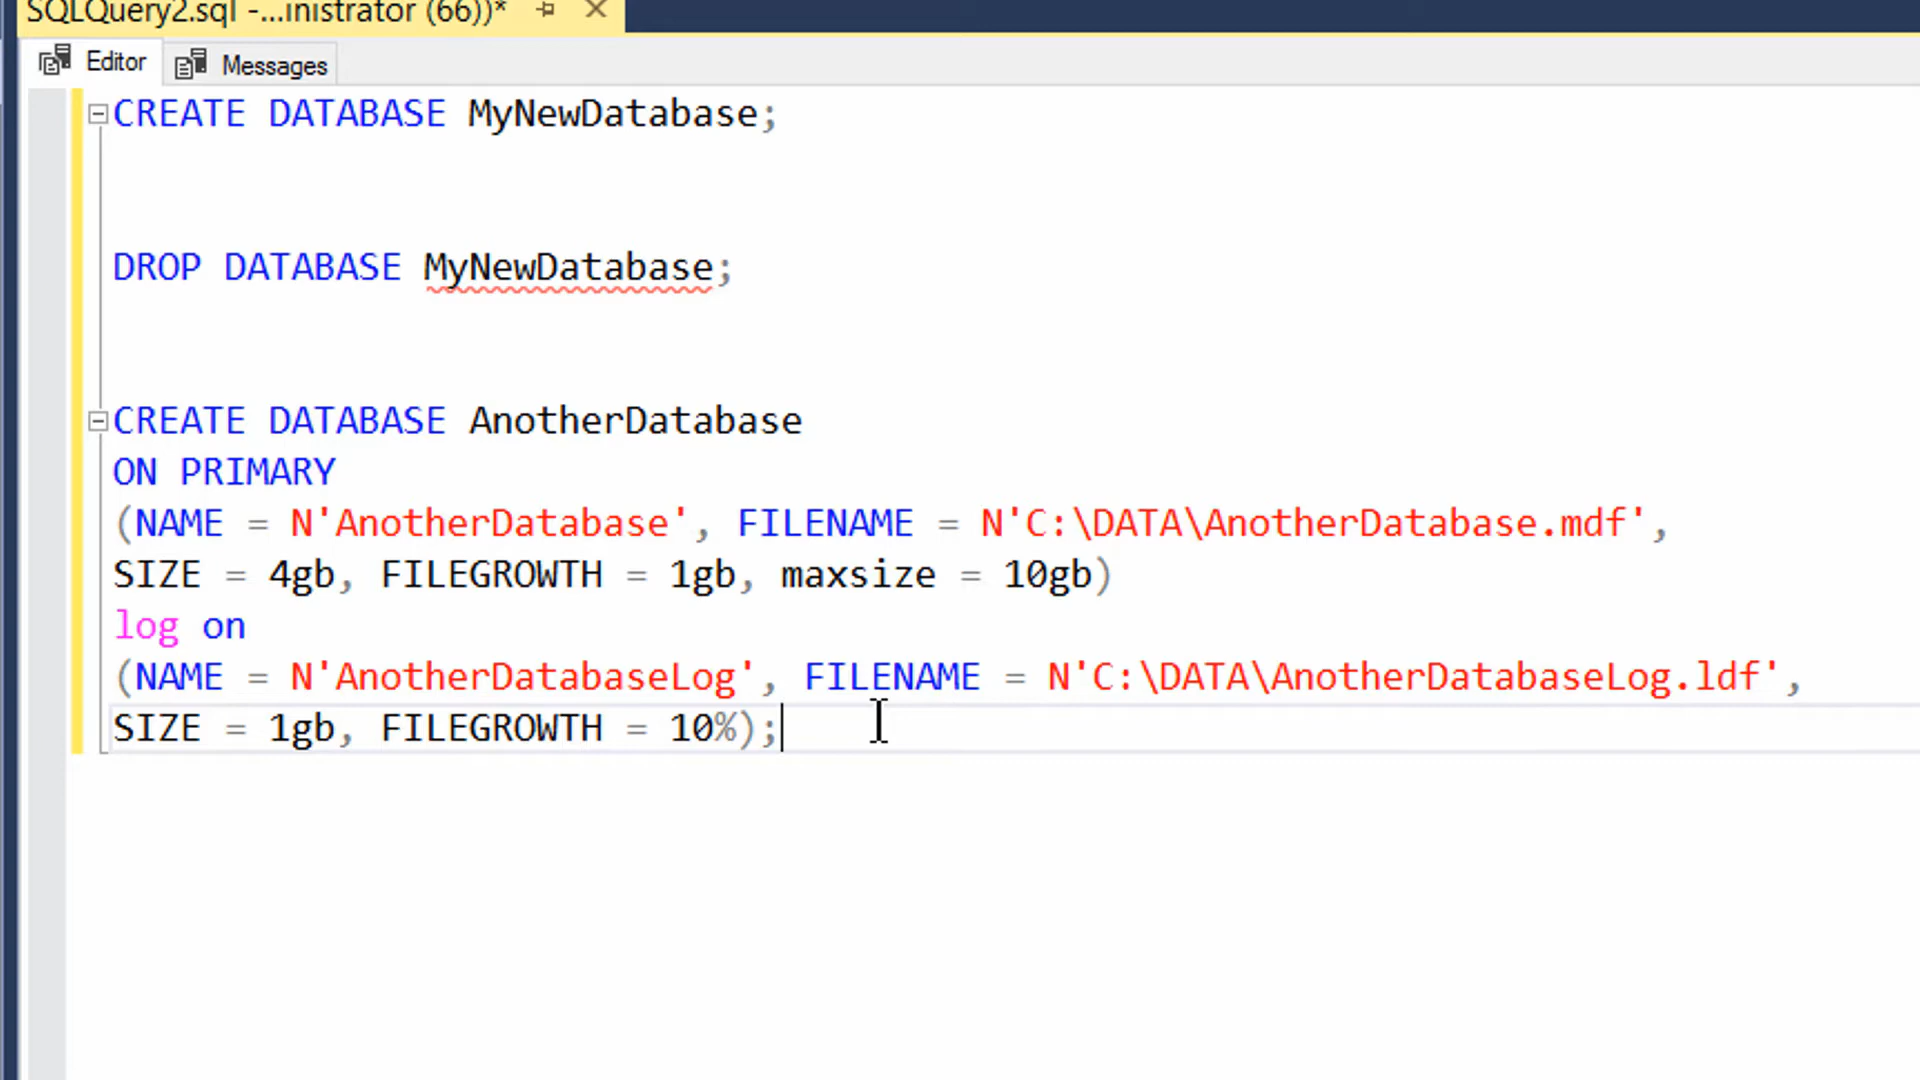 SQLQuery2.sql -...inistrator (66))*
Editor
Messages
CREATE DATABASE MyNewDatabase;
DROP DATABASE MyNewDatabase;
CREATE DATABASE AnotherDatabase
ON PRIMARY
(NAME = N'AnotherDatabase', FILENAME = N'C:\DATA\AnotherDatabase.mdf',
SIZE = 4gb, FILEGROWTH = 1gb, maxsize = 10gb)
log on
(NAME = N'AnotherDatabaseLog', FILENAME = N'C:\DATA\AnotherDatabaseLog.ldf',
SIZE = 1gb, FILEGROWTH = 10%);